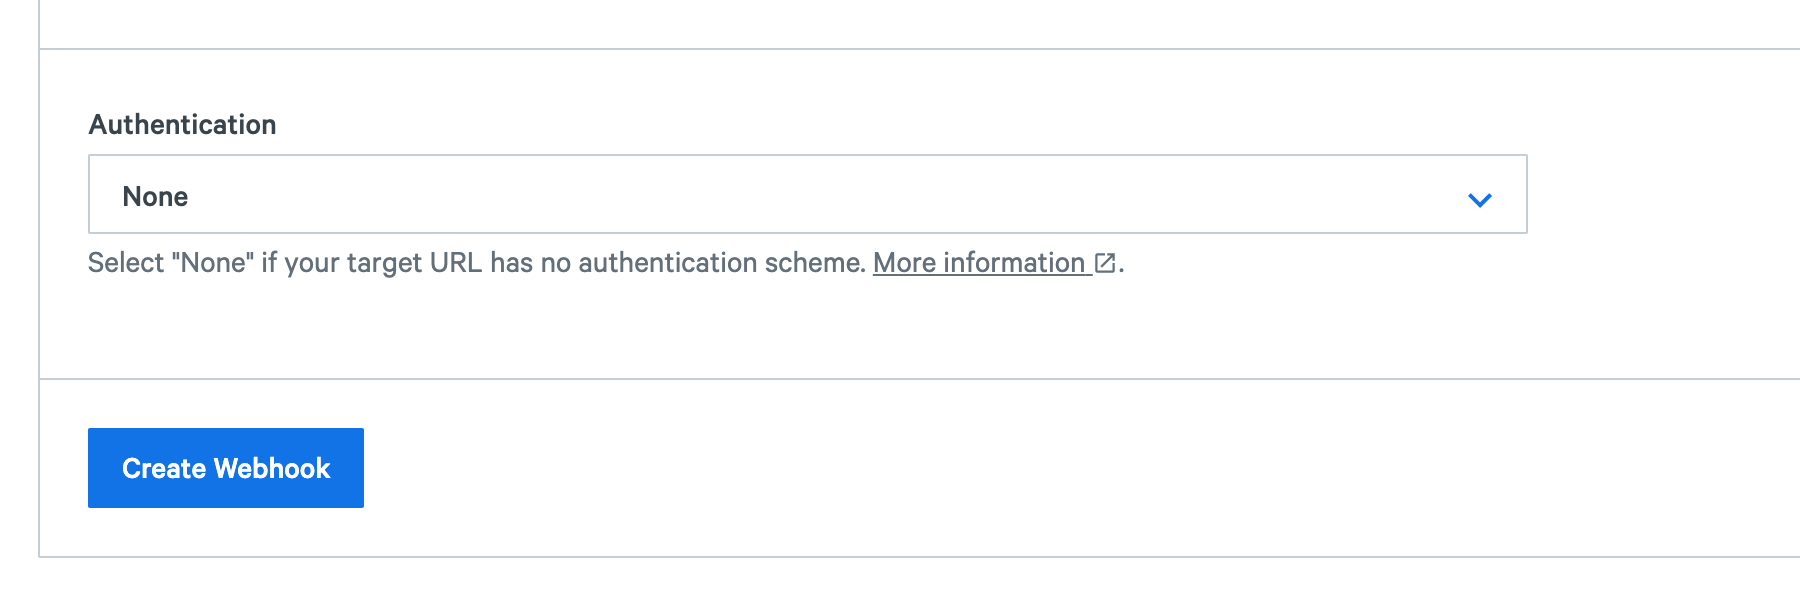 Authentication
None
Select "None" if your target URL has no authentication scheme. More information.
Create Webhook